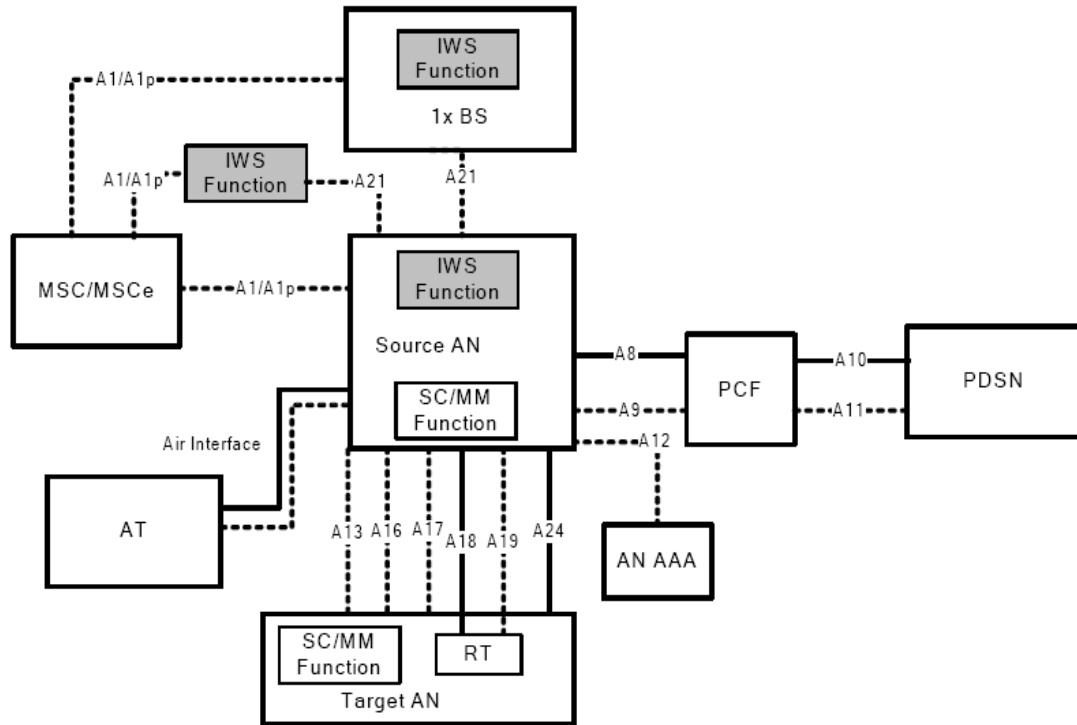 IWS
Function
1x BS
A1/A1p
IWS
Function
A1/A1p
A21
A21
MSC/MSCe
A1/A1p
IWS
Function
Source AN
SC/MM
Function
A8
PCF
A10
PDSN
A9
A11
A12
Air Interface
AT
A13
A16
A17
A18
A19
A24
AN AAA
SC/MM
Function
RT
Target AN